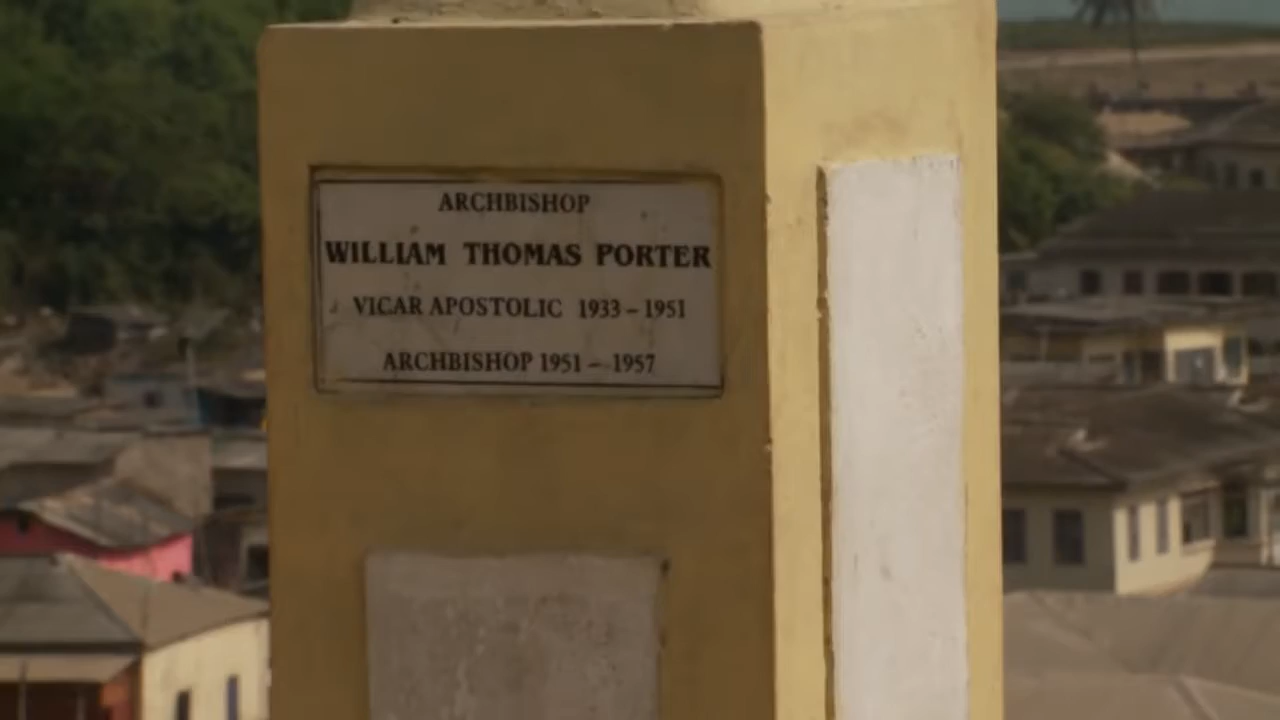 ARCHBISHOP
WILLIAM THOMAS PORTER
VICAR APOSTOLIC 1933 – 1951
ARCHBISHOP 1951 – 1957